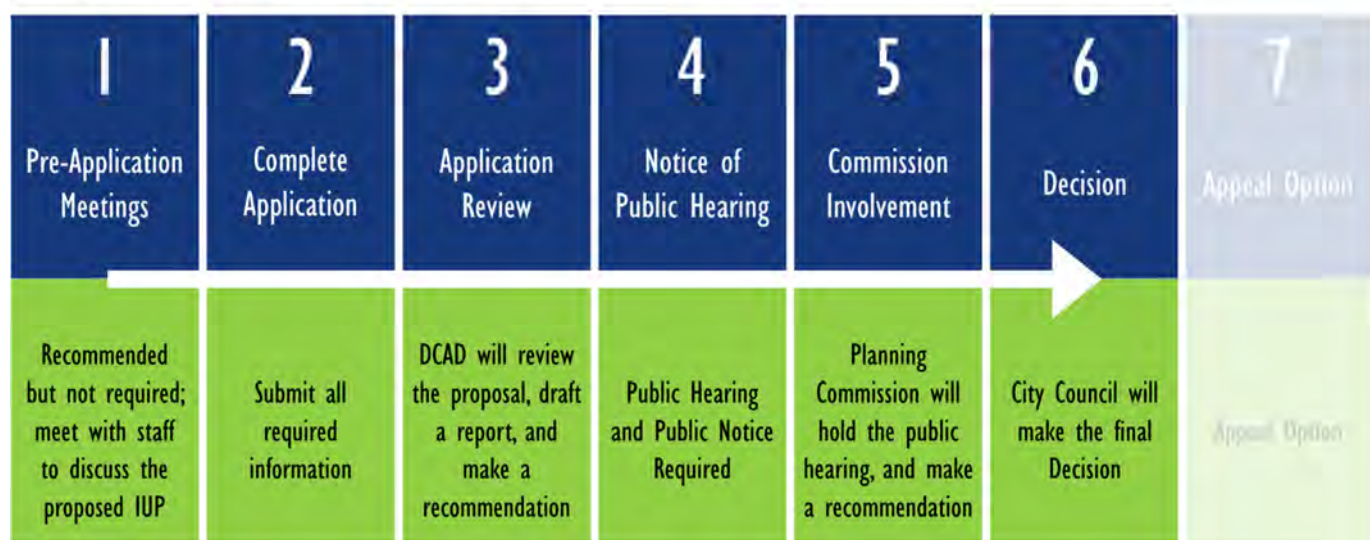 1
Pre-Application
Meetings
Recommended
but not required;
meet with staff
to discuss the
proposed IUP
2
Complete
Application
Submit all
required
information
3
Application
Review
DCAD will review
the proposal, draft
a report, and
make a
recommendation
4
Notice of
Public Hearing
Public Hearing
and Public Notice
Required
5
Commission
Involvement
Planning
Commission will
hold the public
hearing, and make
a recommendation
6
Decision
City Council will
make the final
Decision
7
Appeal Option
Appeal Option